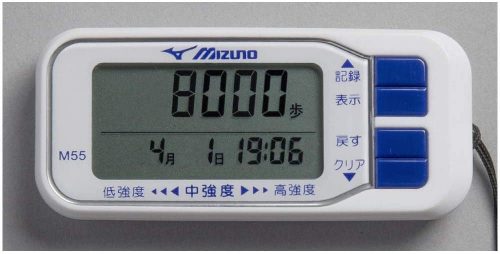 MIZUNO
8000歩
4月 1日 19:06
M55
低強度 ◀◀◀ 中強度 ▶▶▶ 高強度
▲
記録
表示
戻す
クリア
▼